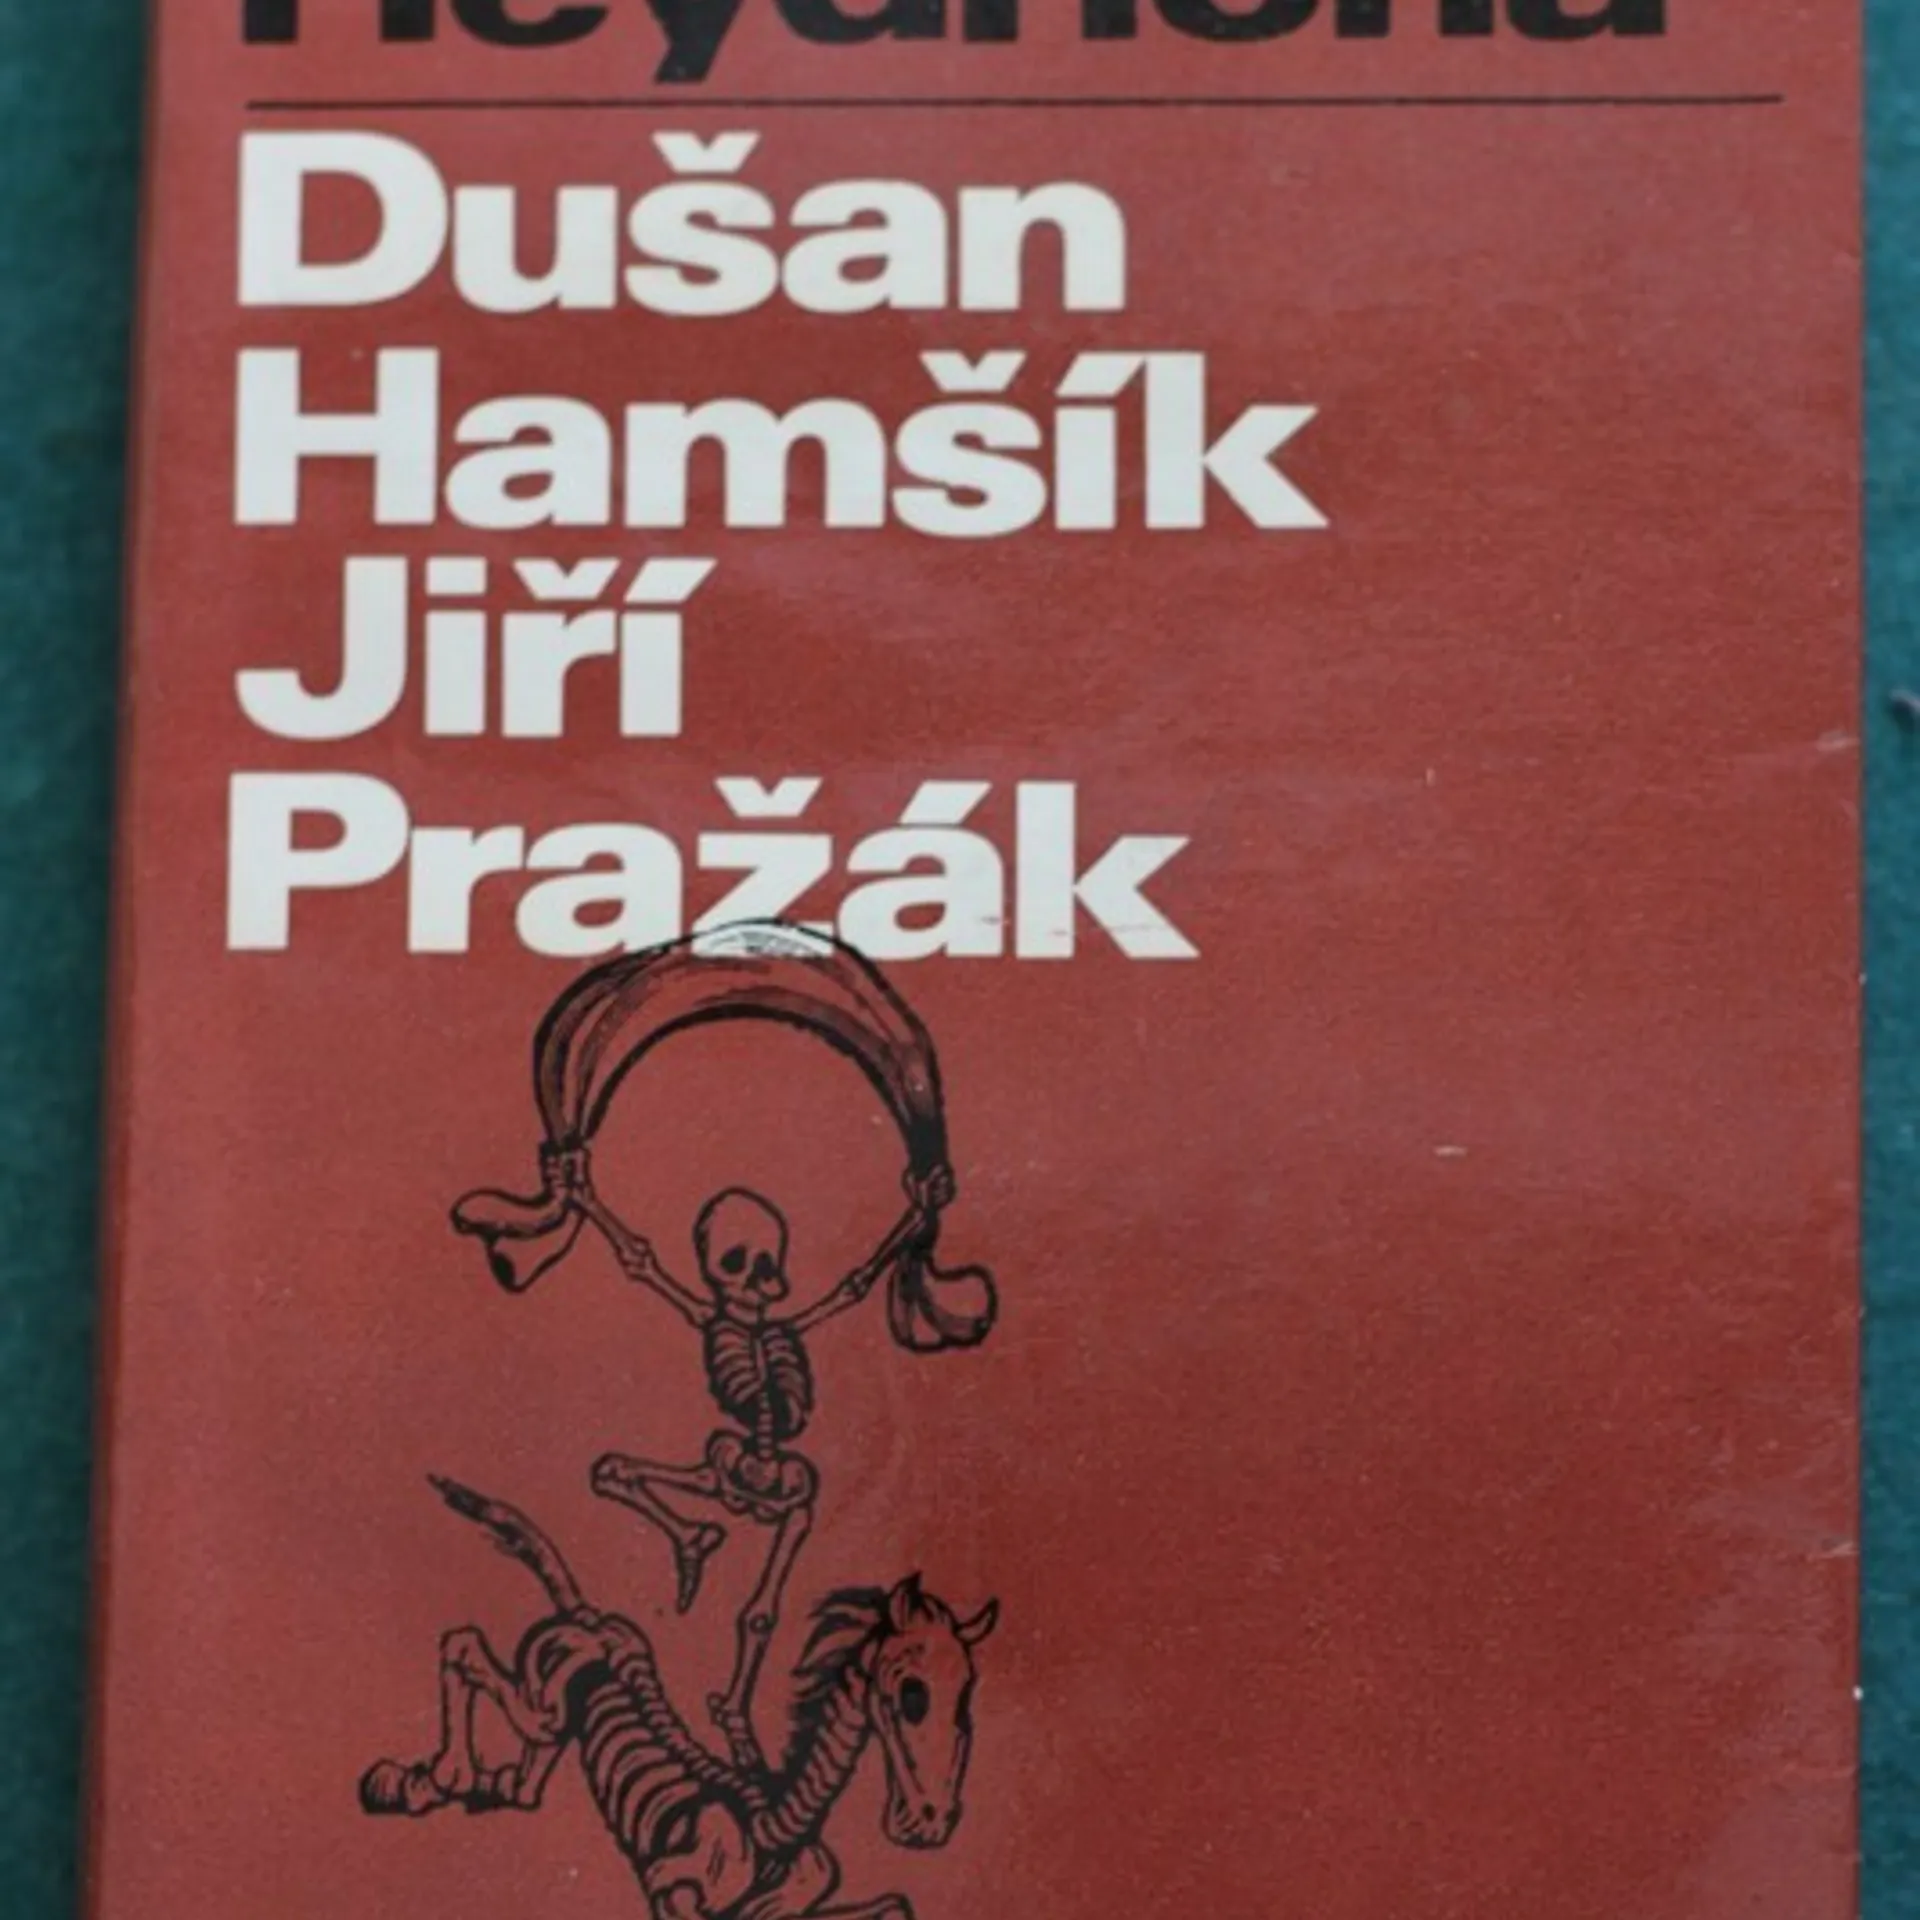 Dušan
Hamšík
Jiří
Pražák